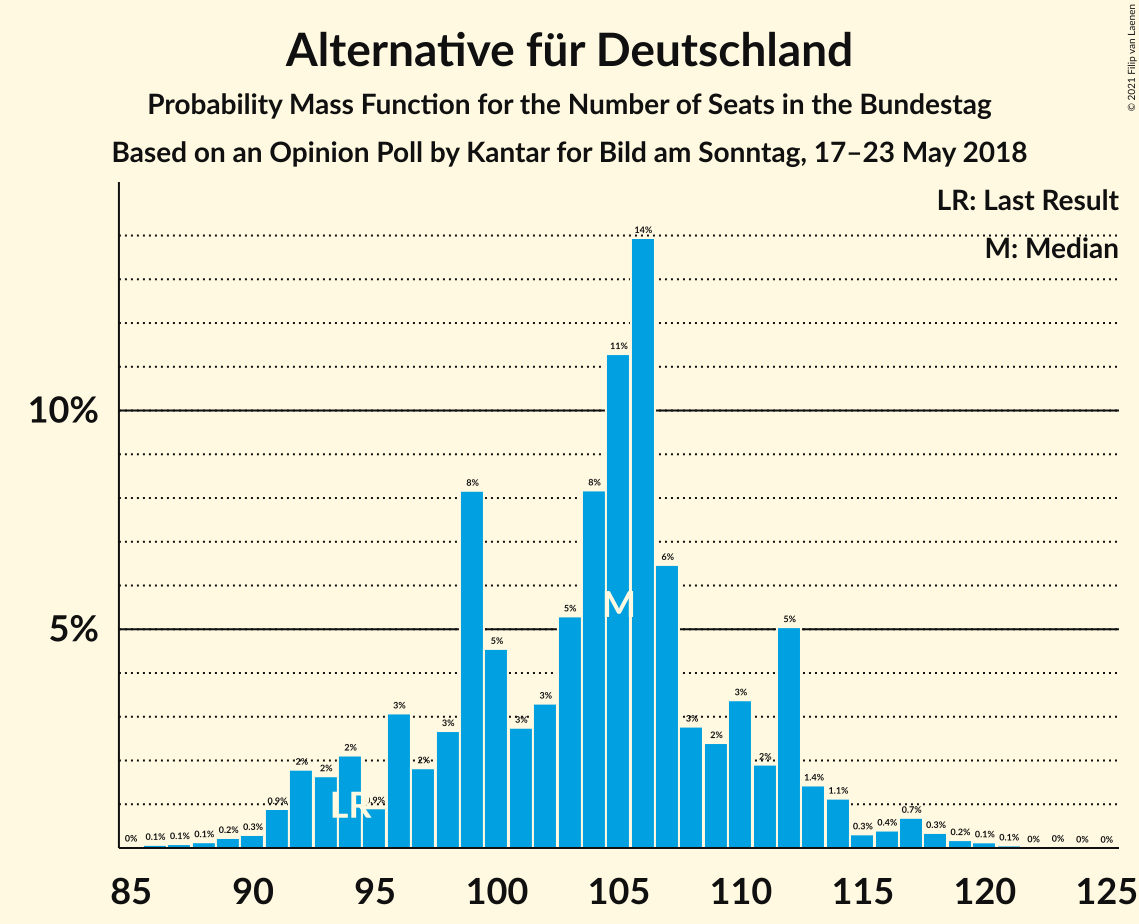 Alternative für Deutschland
Probability Mass Function for the Number of Seats in the Bundestag
Based on an Opinion Poll by Kantar for Bild am Sonntag, 17–23 May 2018
© 2021 Filip van Laenen
LR: Last Result
M: Median
10%
5%
0% 0.1% 0.1% 0.1% 0.2% 0.3% 0.9% 2% 2% 2% 0.9% 3% 2% 3% 8% 5% 3% 3% 5% 8% 11% 14% 6% 3% 2% 3% 2% 5% 1.4% 1.1% 0.3% 0.4% 0.7% 0.3% 0.2% 0.1% 0.1% 0% 0% 0% 0%
LR M
85 90 95 100 105 110 115 120 125